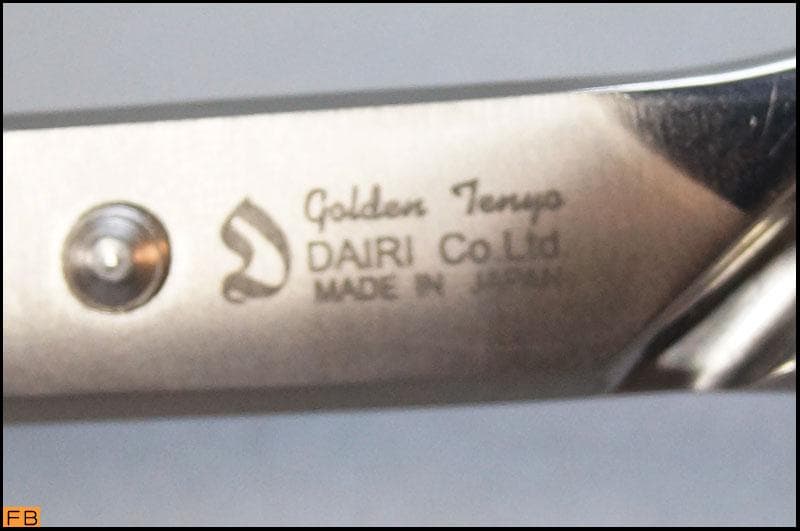 D
Golden Tenyo
DAIRI Co.Ltd
MADE IN JAPAN
FB